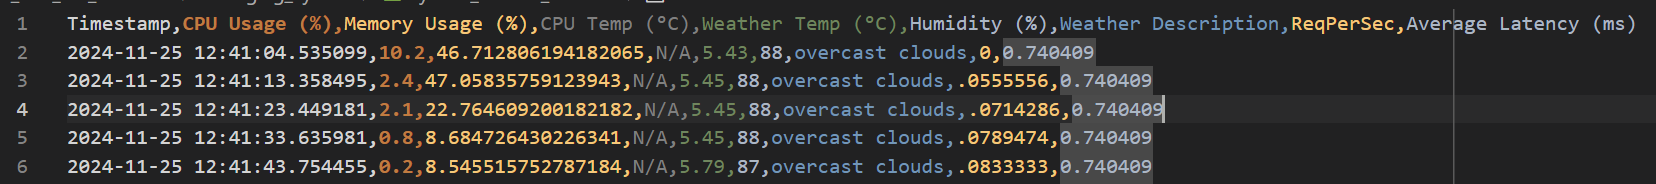 1 Timestamp,CPU Usage (%),Memory Usage (%),CPU Temp (°C),Weather Temp (°C),Humidity (%),Weather Description,ReqPerSec,Average Latency (ms)
2 2024-11-25 12:41:04.535099,10.2,46.712806194182065,N/A,5.43,88,overcast clouds,0,0.740409
3 2024-11-25 12:41:13.358495,2.4,47.05835759123943,N/A,5.45,88,overcast clouds,.0555556,0.740409
4 2024-11-25 12:41:23.449181,2.1,22.764609200182182,N/A,5.45,88,overcast clouds,.0714286,0.740409
5 2024-11-25 12:41:33.635981,0.8,8.684726430226341,N/A,5.45,88,overcast clouds,.0789474,0.740409
6 2024-11-25 12:41:43.754455,0.2,8.545515752787184,N/A,5.79,87,overcast clouds,.0833333,0.740409